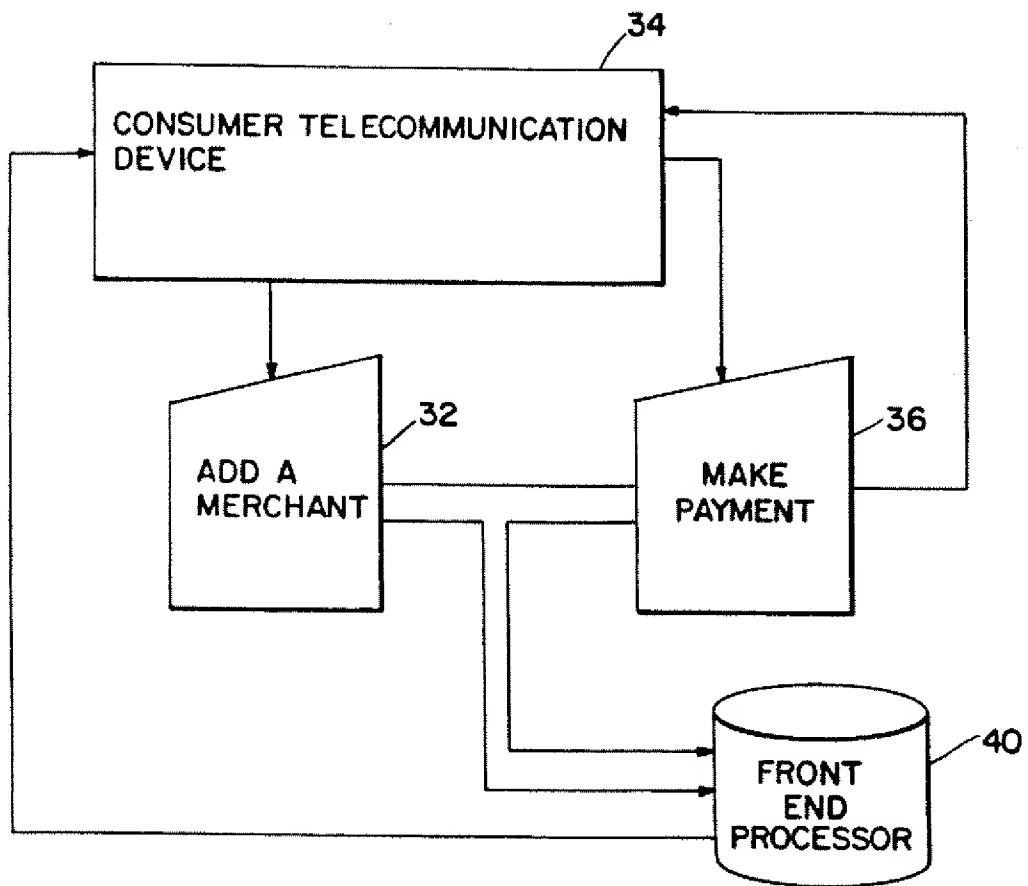 34
CONSUMER TELECOMMUNICATION
DEVICE
32
ADD A
MERCHANT
36
MAKE
PAYMENT
40
FRONT
END
PROCESSOR